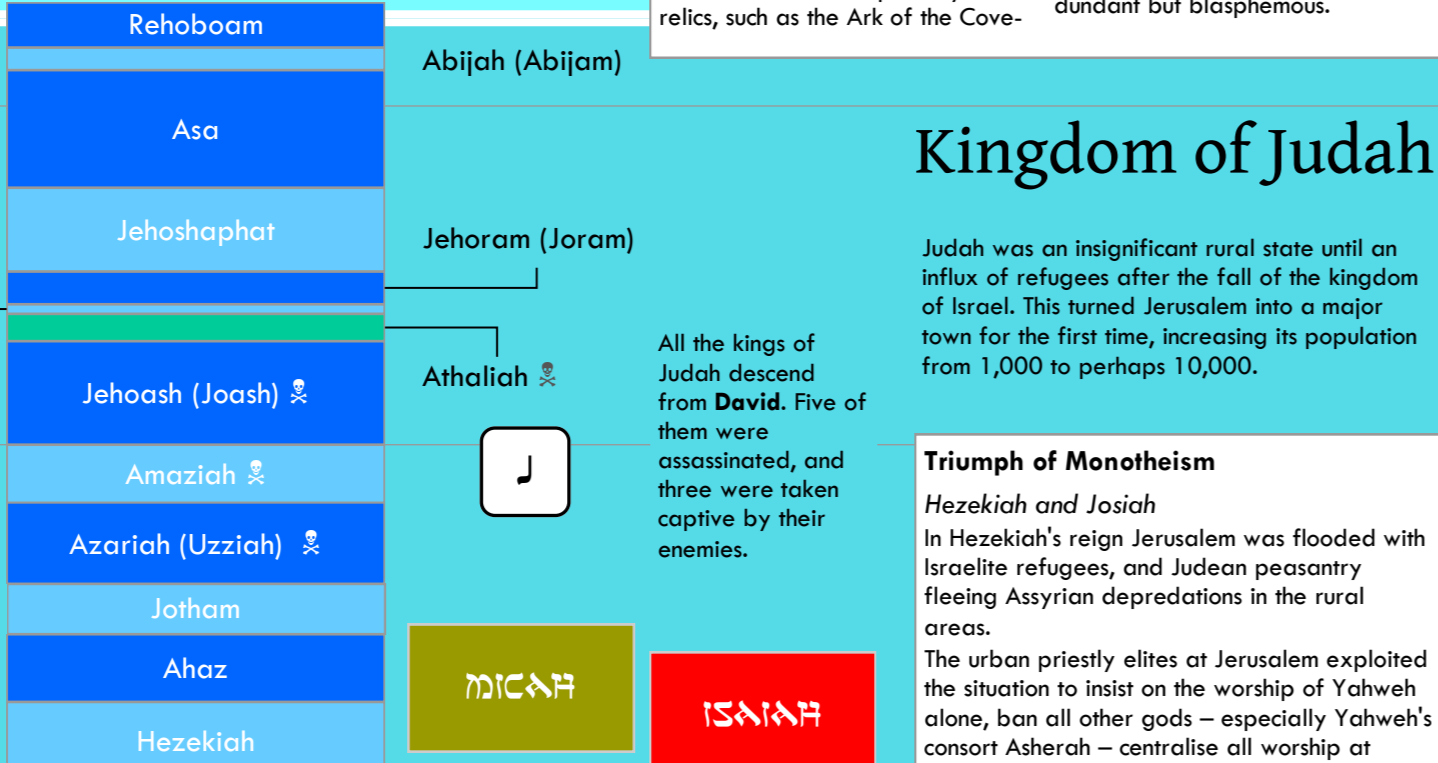 Rehoboam
Asa
Jehoshaphat
Jehoash (Joash) ☠
Amaziah ☠
Azariah (Uzziah) ☠
Jotham
Ahaz
Hezekiah
Abijah (Abijam)
Jehoram (Joram)
Athaliah ☠
MICAH
ISAIAH
All the kings of
Judah descend
from David. Five of
them were
assassinated, and
three were taken
captive by their
enemies.
relics, such as the Ark of the Cove-
dundant but blasphemous.
Kingdom of Judah
Judah was an insignificant rural state until an
influx of refugees after the fall of the kingdom
of Israel. This turned Jerusalem into a major
town for the first time, increasing its population
from 1,000 to perhaps 10,000.
Triumph of Monotheism
Hezekiah and Josiah
In Hezekiah's reign Jerusalem was flooded with
Israelite refugees, and Judean peasantry
fleeing Assyrian depredations in the rural
areas.
The urban priestly elites at Jerusalem exploited
the situation to insist on the worship of Yahweh
alone, ban all other gods – especially Yahweh's
consort Asherah – centralise all worship at